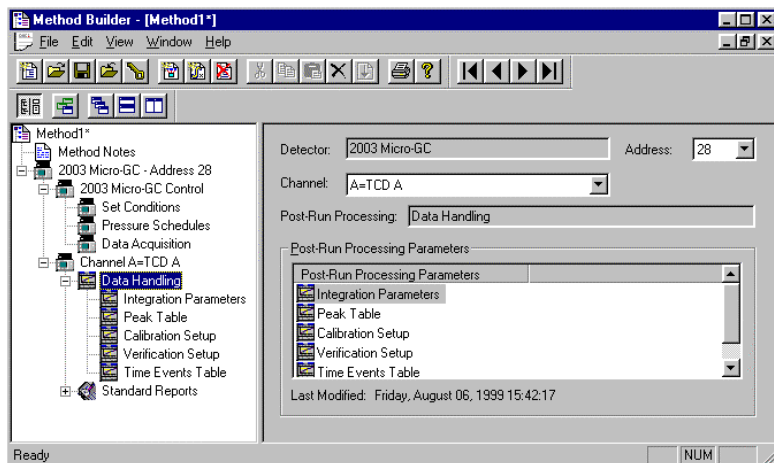 Method Builder - [Method1*]
File Edit View Window Help
Method1*
Method Notes
2003 Micro-GC - Address 28
2003 Micro-GC Control
Set Conditions
Pressure Schedules
Data Acquisition
Channel A=TCD A
Data Handling
Integration Parameters
Peak Table
Calibration Setup
Verification Setup
Time Events Table
Standard Reports
Detector: 2003 Micro-GC Address: 28
Channel: A=TCD A
Post-Run Processing: Data Handling
Post-Run Processing Parameters
Post-Run Processing Parameters
Integration Parameters
Peak Table
Calibration Setup
Verification Setup
Time Events Table
Last Modified: Friday, August 06, 1999 15:42:17
Ready NUM